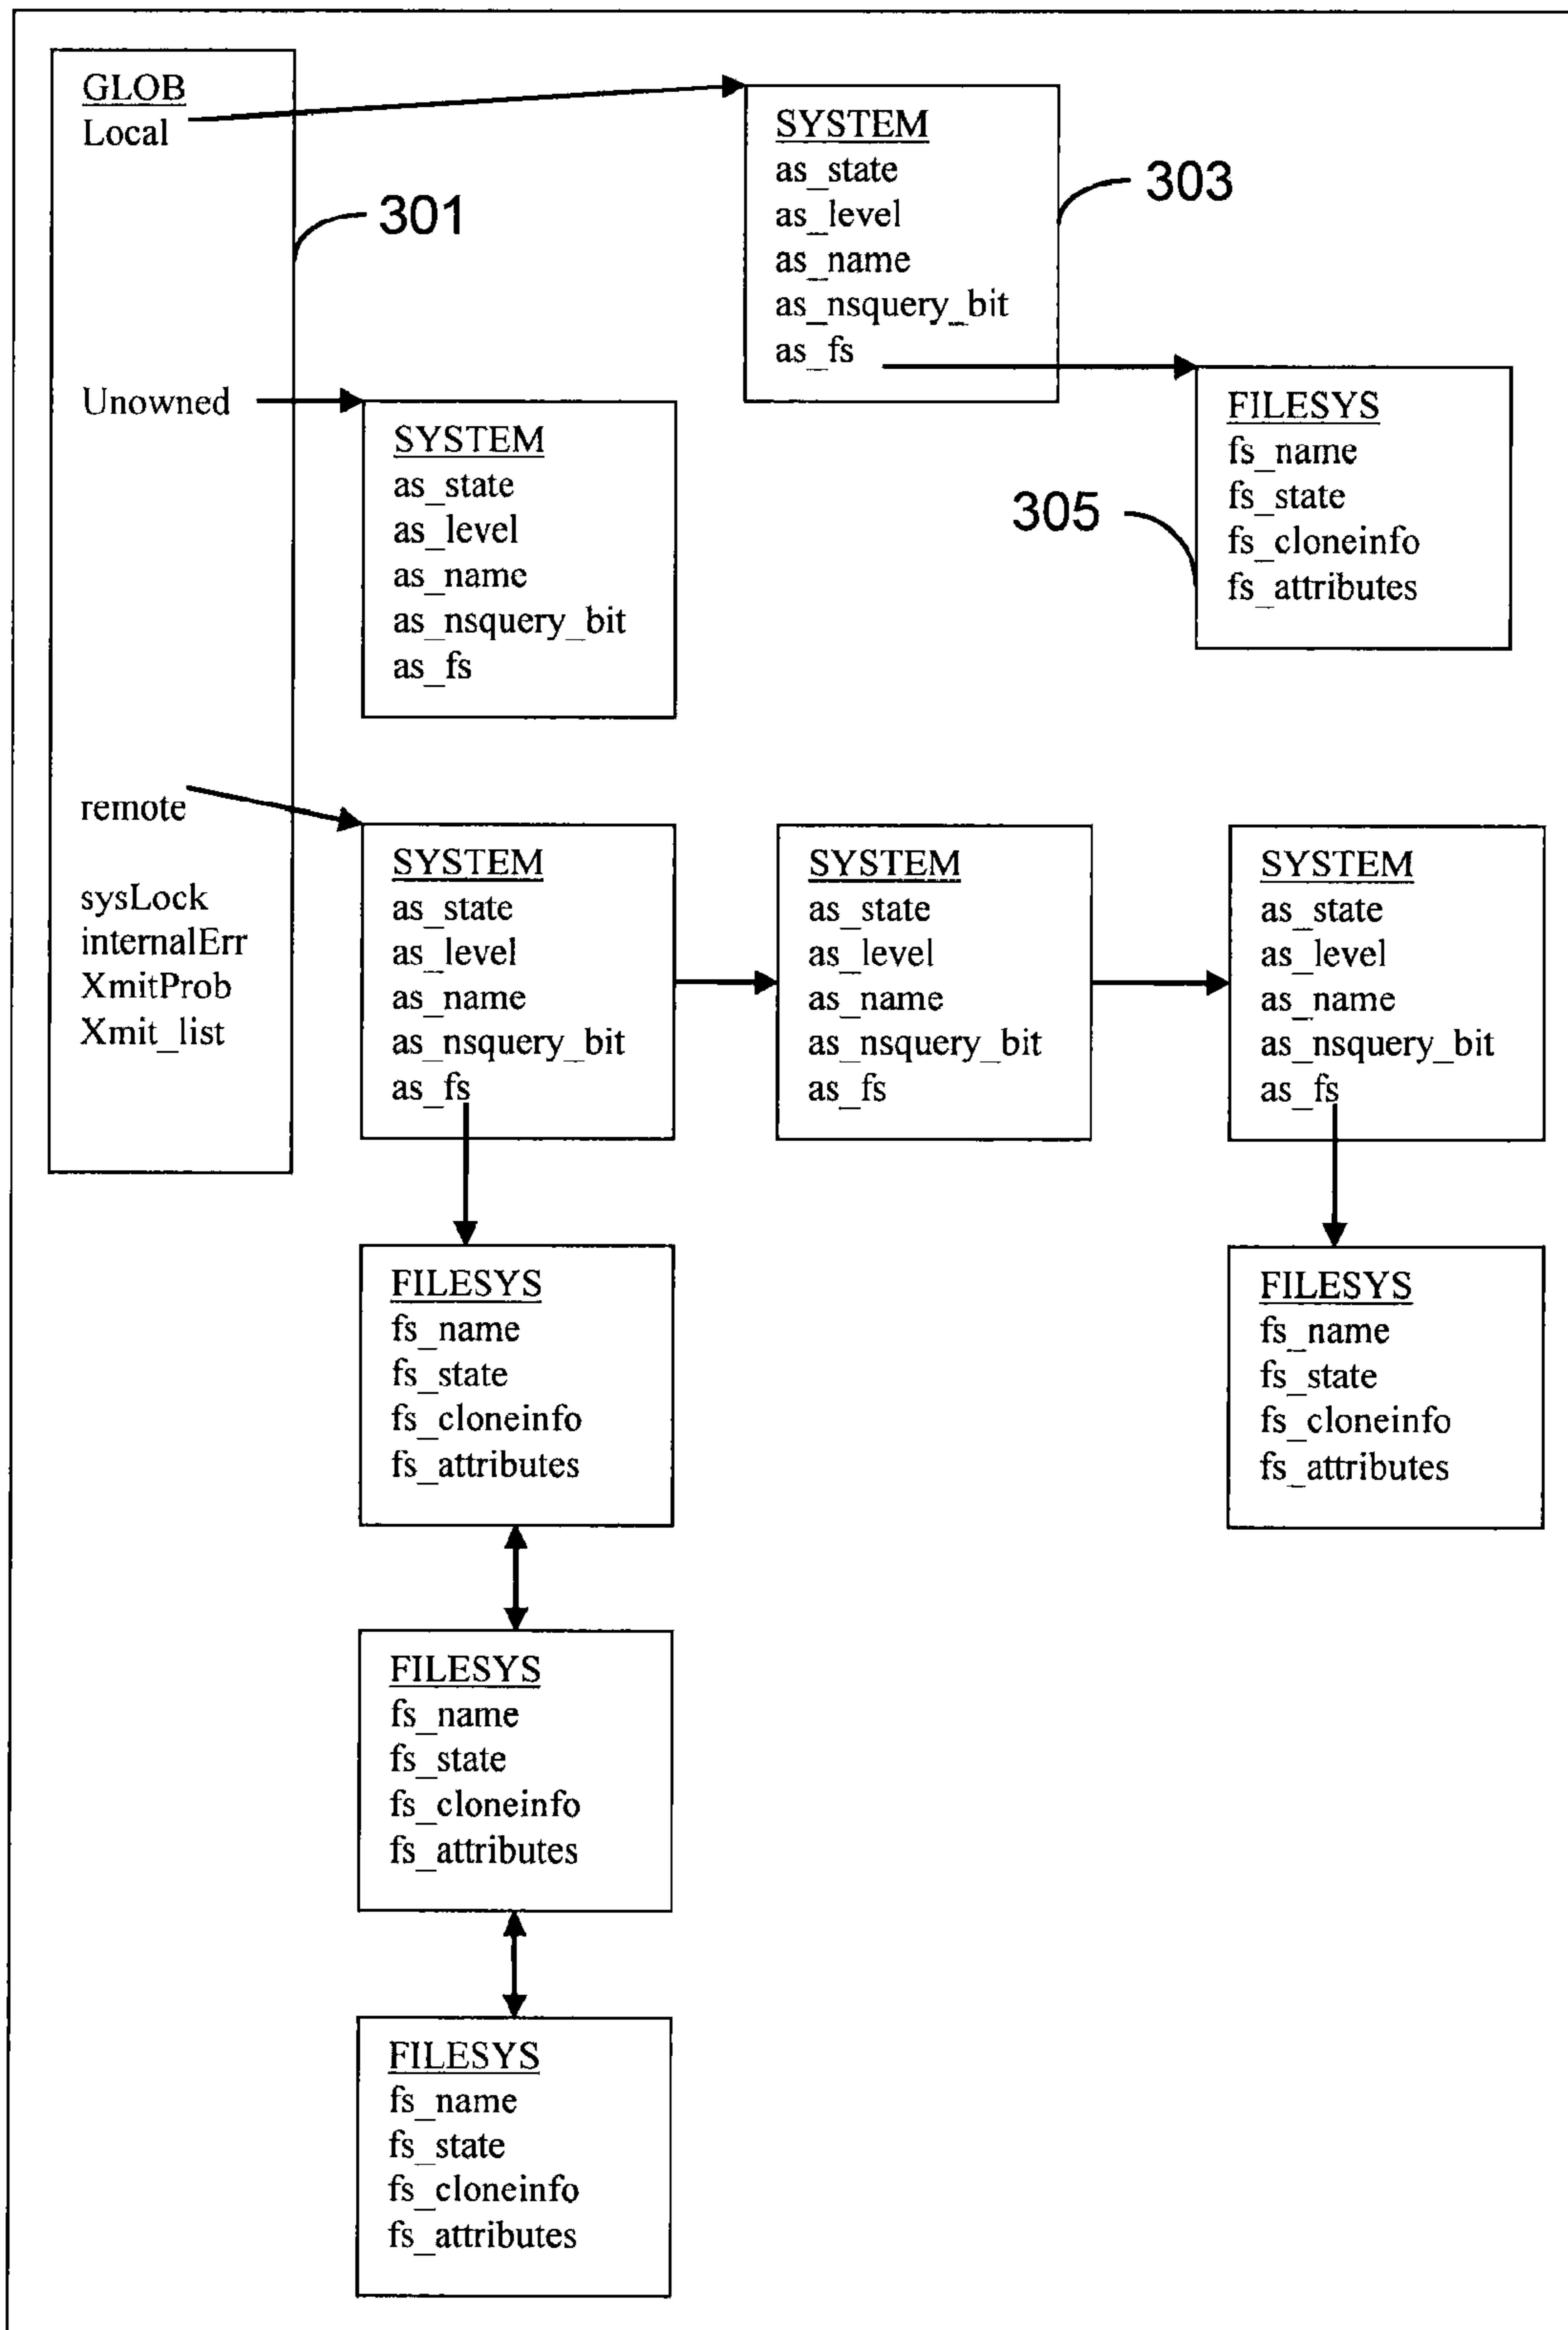 GLOB
Local
301
SYSTEM
as_state
as_level
as_name
as_nsquery_bit
as_fs
303
FILESYS
fs_name
fs_state
fs_cloneinfo
fs_attributes
305
Unowned
SYSTEM
as_state
as_level
as_name
as_nsquery_bit
as_fs
remote
sysLock
internalErr
XmitProb
Xmit_list
SYSTEM
as_state
as_level
as_name
as_nsquery_bit
as_fs
SYSTEM
as_state
as_level
as_name
as_nsquery_bit
as_fs
SYSTEM
as_state
as_level
as_name
as_nsquery_bit
as_fs
FILESYS
fs_name
fs_state
fs_cloneinfo
fs_attributes
FILESYS
fs_name
fs_state
fs_cloneinfo
fs_attributes
FILESYS
fs_name
fs_state
fs_cloneinfo
fs_attributes
FILESYS
fs_name
fs_state
fs_cloneinfo
fs_attributes